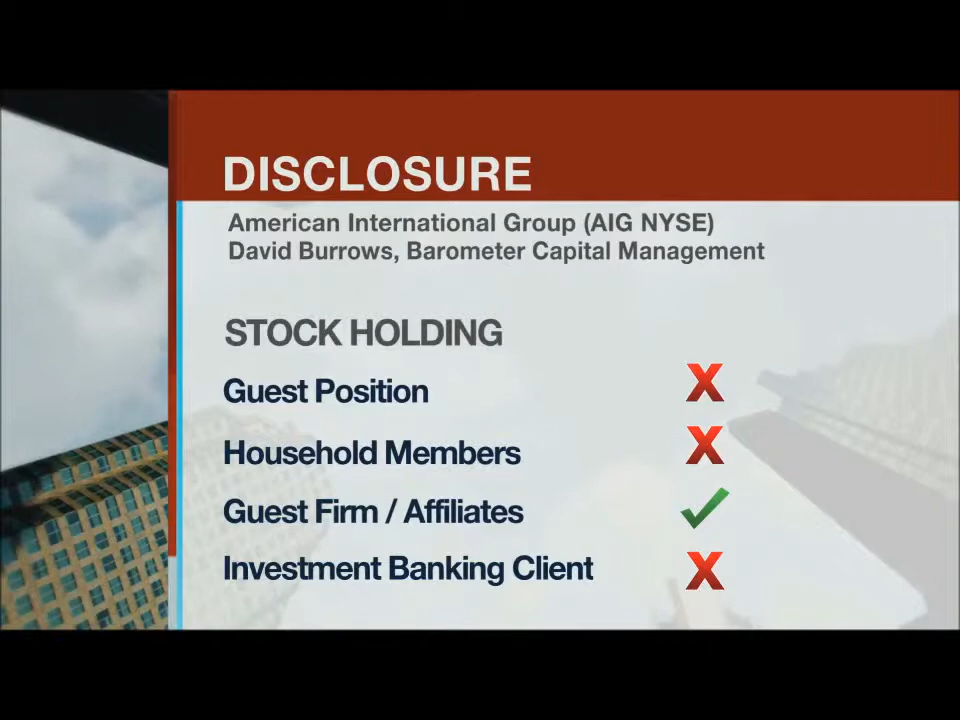 DISCLOSURE
American International Group (AIG NYSE)
David Burrows, Barometer Capital Management
STOCK HOLDING
Guest Position
Household Members
Guest Firm / Affiliates
Investment Banking Client